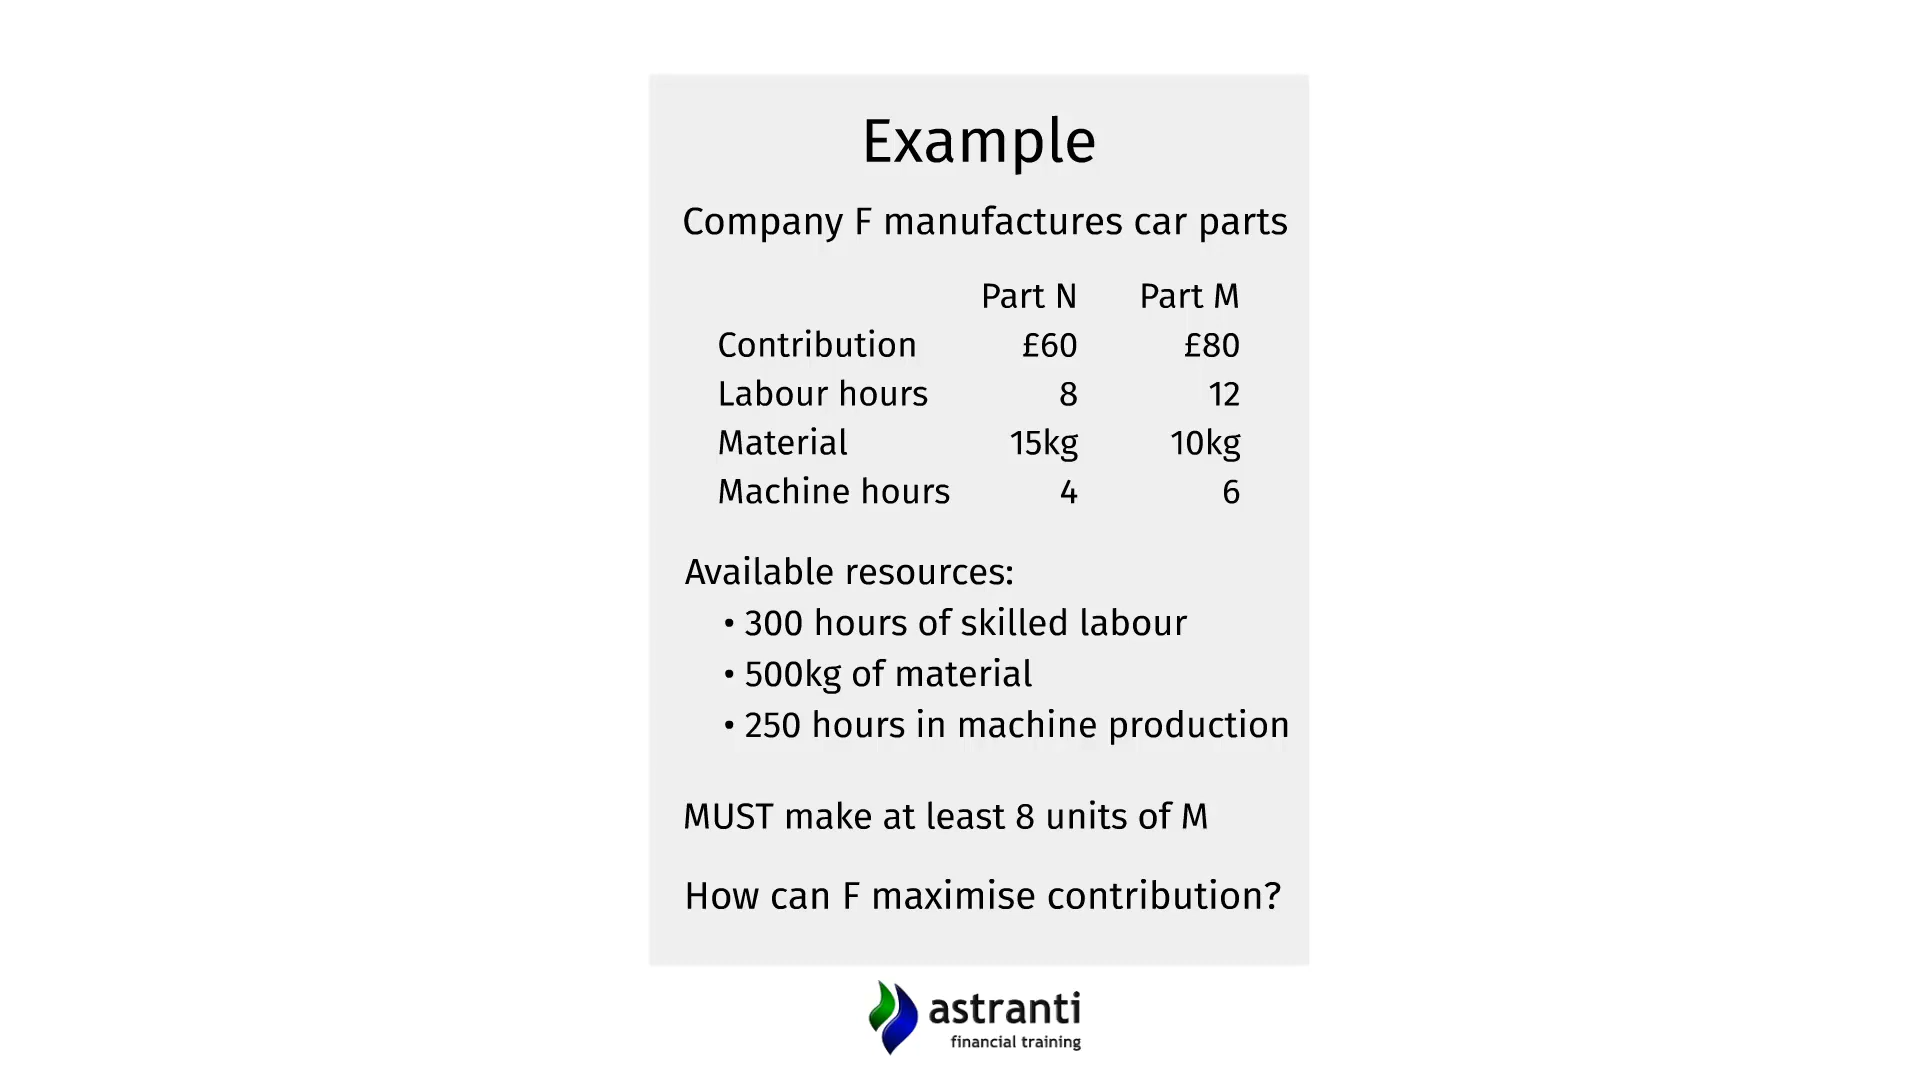 Example
Company F manufactures car parts
Part N Part M
Contribution £60 £80
Labour hours 8 12
Material 15kg 10kg
Machine hours 4 6
Available resources:
• 300 hours of skilled labour
• 500kg of material
• 250 hours in machine production
MUST make at least 8 units of M
How can F maximise contribution?
astranti
financial training